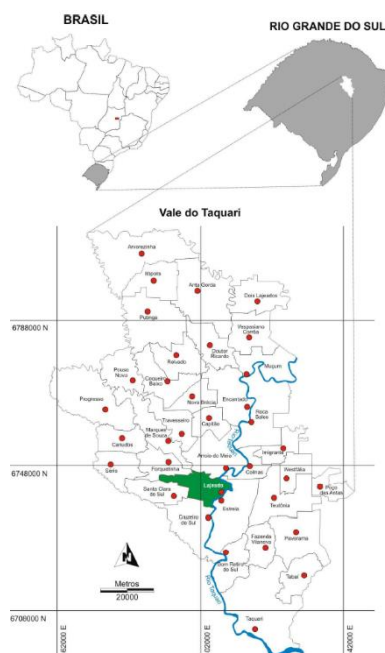 BRASIL
RIO GRANDE DO SUL
Vale do Taquari
Arvorezinha
Ilópolis
Anta Gorda
Dois Lajeados
Putinga
6788000 N
Vespasiano
Corrêa
Doutor
Ricardo
Relvado
Muçum
Pouso
Novo
Coqueiro
Baixo
Progresso
Nova Bréscia
Encantado
Roca
Sales
Travesseiro
Capitão
Marques
de Souza
Canudos
Arroio do Meio
Imigrante
6748000 N
Forquetinha
Colinas
Westfália
Sério
Lajeado
Poço
das Antas
Santa Clara
do Sul
Estrela
Teutônia
Cruzeiro
do Sul
Fazenda
Vilanova
Paverama
Bom Retiro
do Sul
Tabaí
Metros
20000
Rio Taquari
6708000 N
Taquari